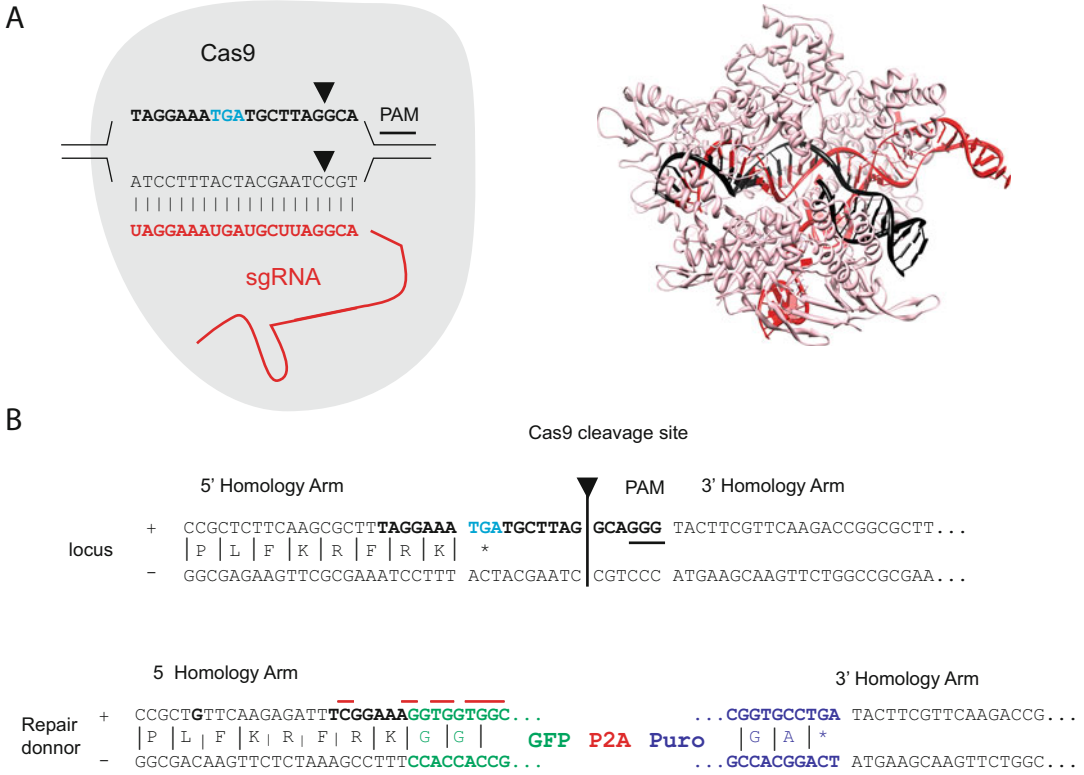 A
Cas9
TAGGAAATGATGCTTAGGCA PAM
ATCCTTTACTACGAATCCGT
UAGGAAAUGAUGCUUAGGCA
sgRNA
B
Cas9 cleavage site
5’ Homology Arm PAM 3’ Homology Arm
+ CCGCTCTTCAAGCGCTTTAGGAAA TGATGCTTAG GCAGGG TACTTCGTTCAAGACCGGCGCTT...
locus |P|L|F|K|R|F|R|K| *
− GGCGAGAAGTTCGCGAAATCCTTT ACTACGAATC CGTCCC ATGAAGCAAGTTCTGGCCGCGAA...
5 Homology Arm 3’ Homology Arm
+ CCGCTGTTCAAGAGATTTCGGAAAGGTGGTGGC... ...CGGTGCCTGA TACTTCGTTCAAGACCG...
Repair donnor |P|L|F|K|R|F|R|K|G|G| GFP P2A Puro |G|A|*
− GGCGACAAGTTCTCTAAAGCCTTTCCACCACCG... ...GCCACGGACT ATGAAGCAAGTTCTGGC...